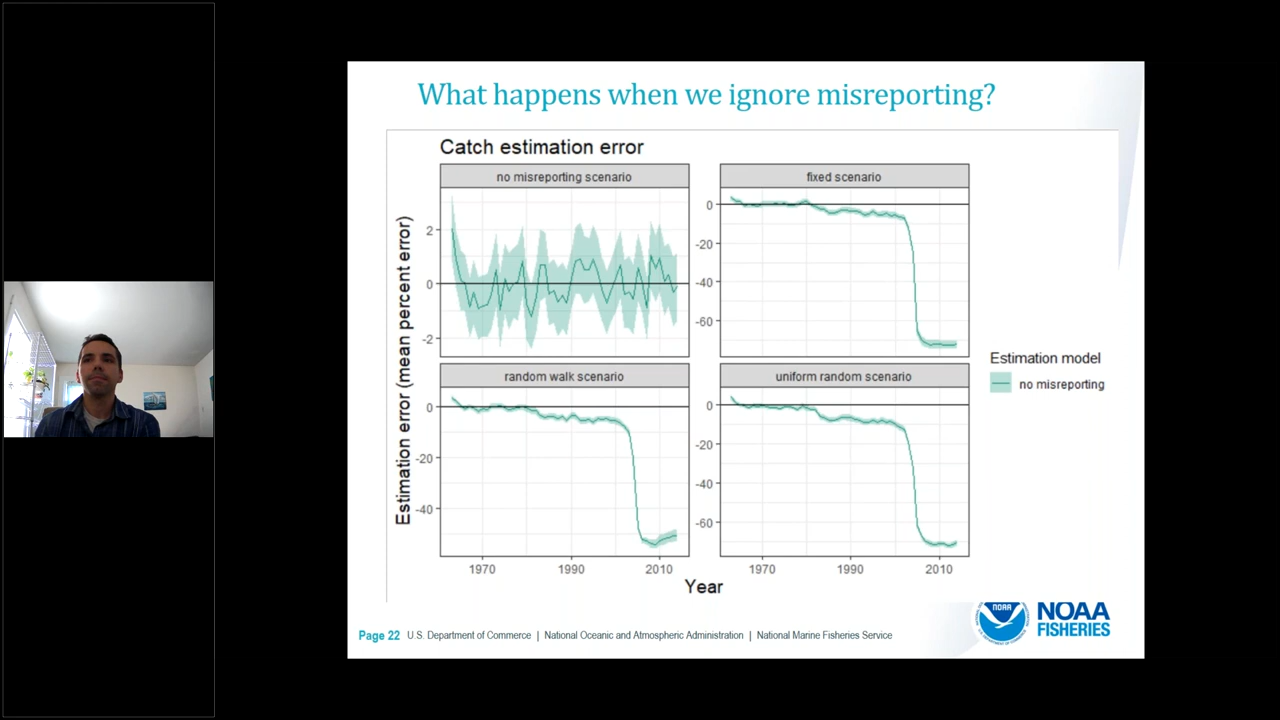 What happens when we ignore misreporting?
Catch estimation error
no misreporting scenario
fixed scenario
2
0
-2
0
-20
-40
-60
random walk scenario
uniform random scenario
0
-20
-40
0
-20
-40
-60
1970
1990
2010
1970
1990
2010
Estimation error (mean percent error)
Year
Estimation model
no misreporting
NOAA
NOAA
FISHERIES
Page 22 U.S. Department of Commerce | National Oceanic and Atmospheric Administration | National Marine Fisheries Service